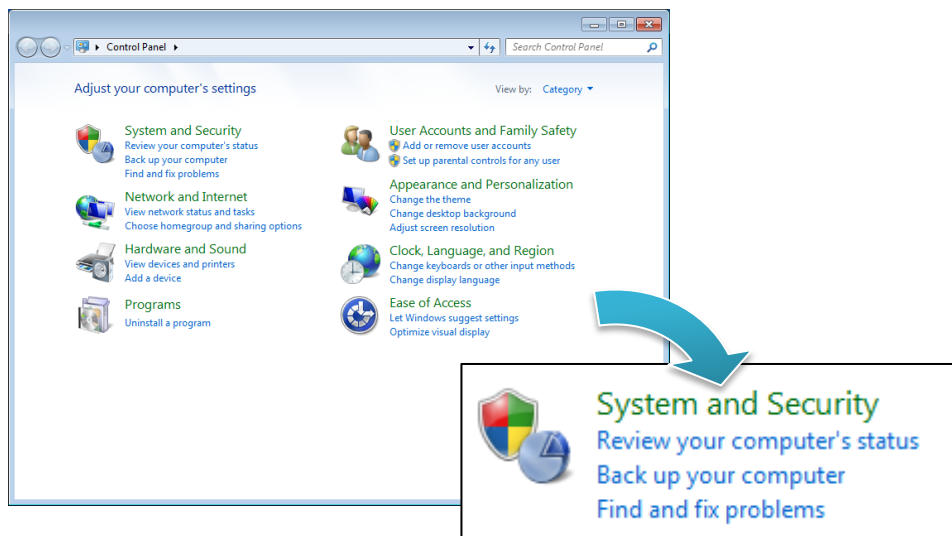 Control Panel
Search Control Panel
Adjust your computer's settings
View by: Category
System and Security
Review your computer's status
Back up your computer
Find and fix problems
Network and Internet
View network status and tasks
Choose homegroup and sharing options
Hardware and Sound
View devices and printers
Add a device
Programs
Uninstall a program
User Accounts and Family Safety
Add or remove user accounts
Set up parental controls for any user
Appearance and Personalization
Change the theme
Change desktop background
Adjust screen resolution
Clock, Language, and Region
Change keyboards or other input methods
Change display language
Ease of Access
Let Windows suggest settings
Optimize visual display
System and Security
Review your computer's status
Back up your computer
Find and fix problems